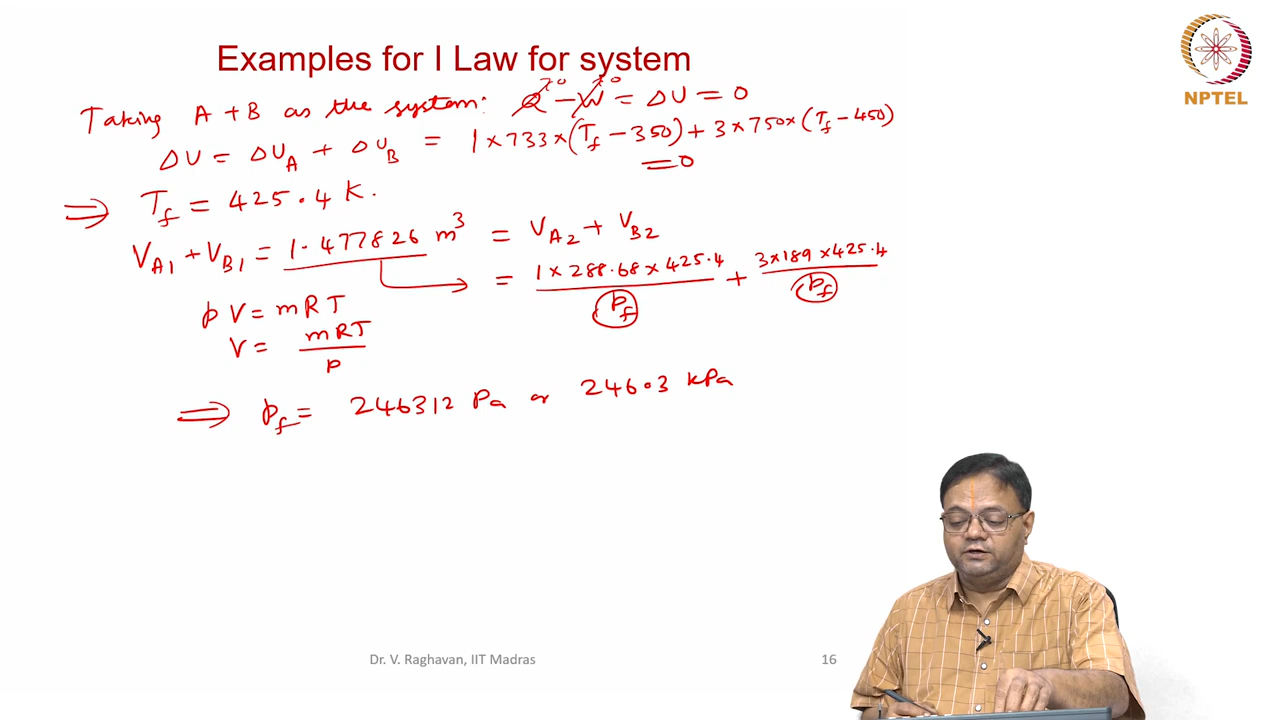 Examples for I Law for system
NPTEL
Taking A + B as the system: Q⁰ - W⁰ = ΔU = 0
ΔU = ΔU_A + ΔU_B = 1 × 733 × (T_f - 350) + 3 × 750 × (T_f - 450)
= 0
⇒ T_f = 425.4 K.
V_A1 + V_B1 = 1.477826 m³ = V_A2 + V_B2
= 1 × 288.68 × 425.4 / p_f + 3 × 189 × 425.4 / p_f
p V = m R T
V = mRT / p
⇒ p_f = 246312 Pa or 246.3 kPa
Dr. V. Raghavan, IIT Madras
16